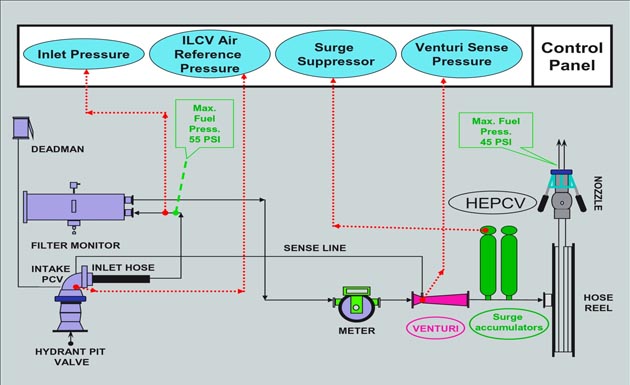 Inlet Pressure
ILCV Air
Reference
Pressure
Surge
Suppressor
Venturi Sense
Pressure
Control
Panel
DEADMAN
Max.
Fuel
Press.
55 PSI
Max. Fuel
Press.
45 PSI
HEPCV
NOZZLE
FILTER MONITOR
SENSE LINE
INTAKE
PCV
INLET HOSE
METER
VENTURI
Surge
accumulators
HOSE
REEL
HYDRANT PIT
VALVE